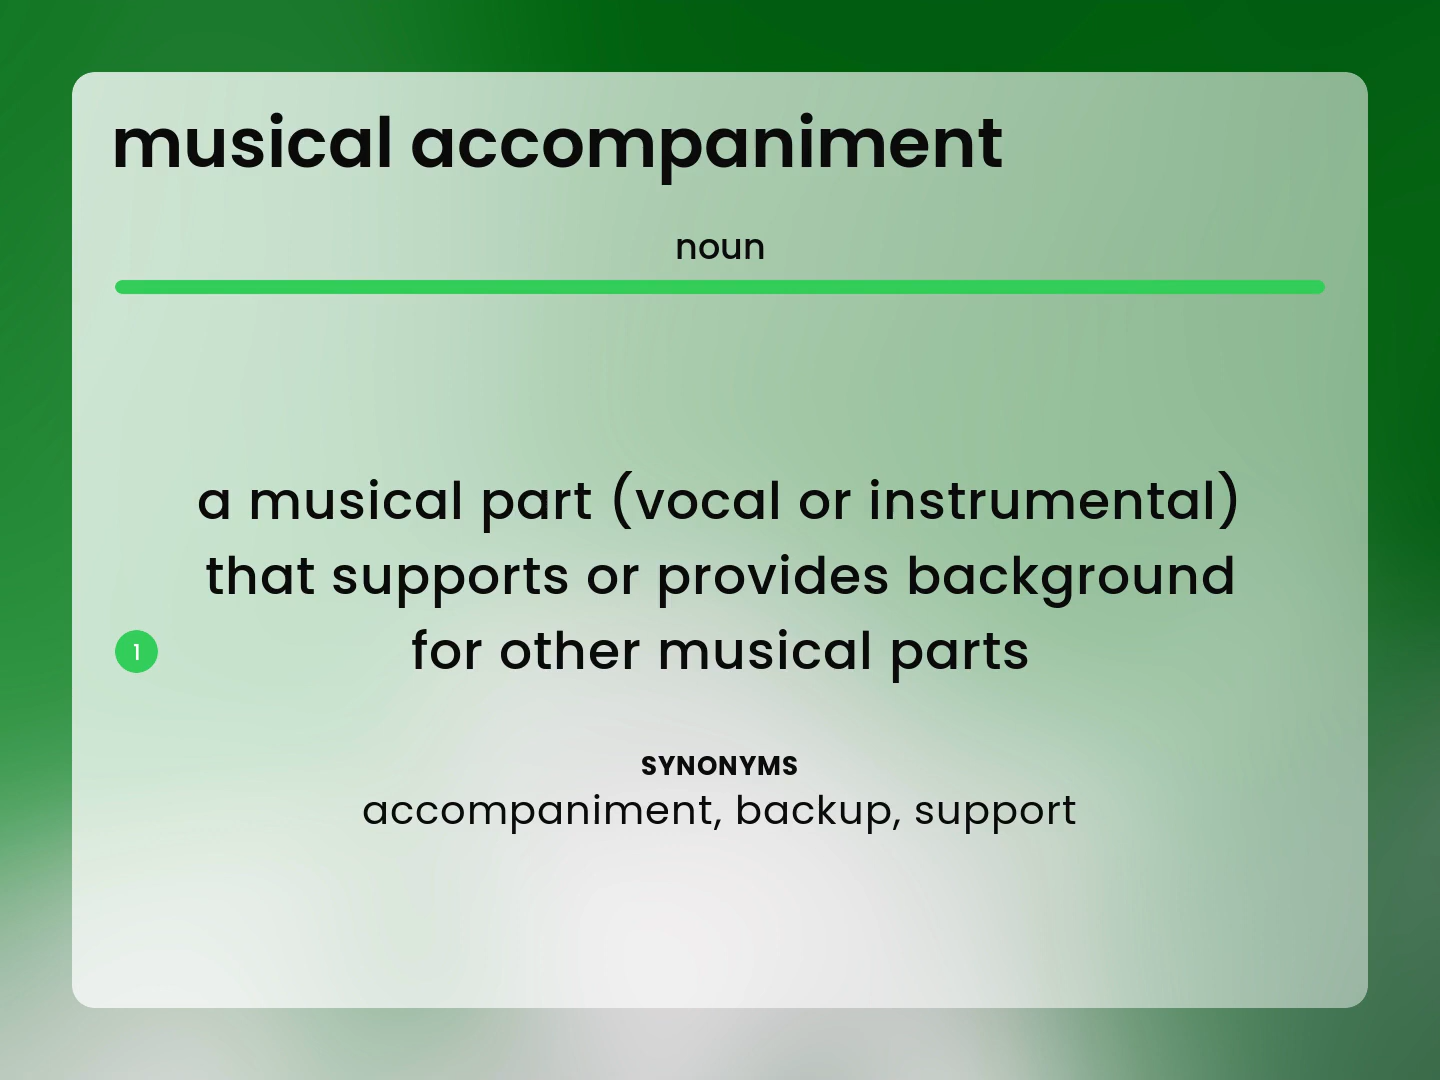 musical accompaniment
noun
a musical part (vocal or instrumental)
that supports or provides background
1 for other musical parts
SYNONYMS
accompaniment, backup, support